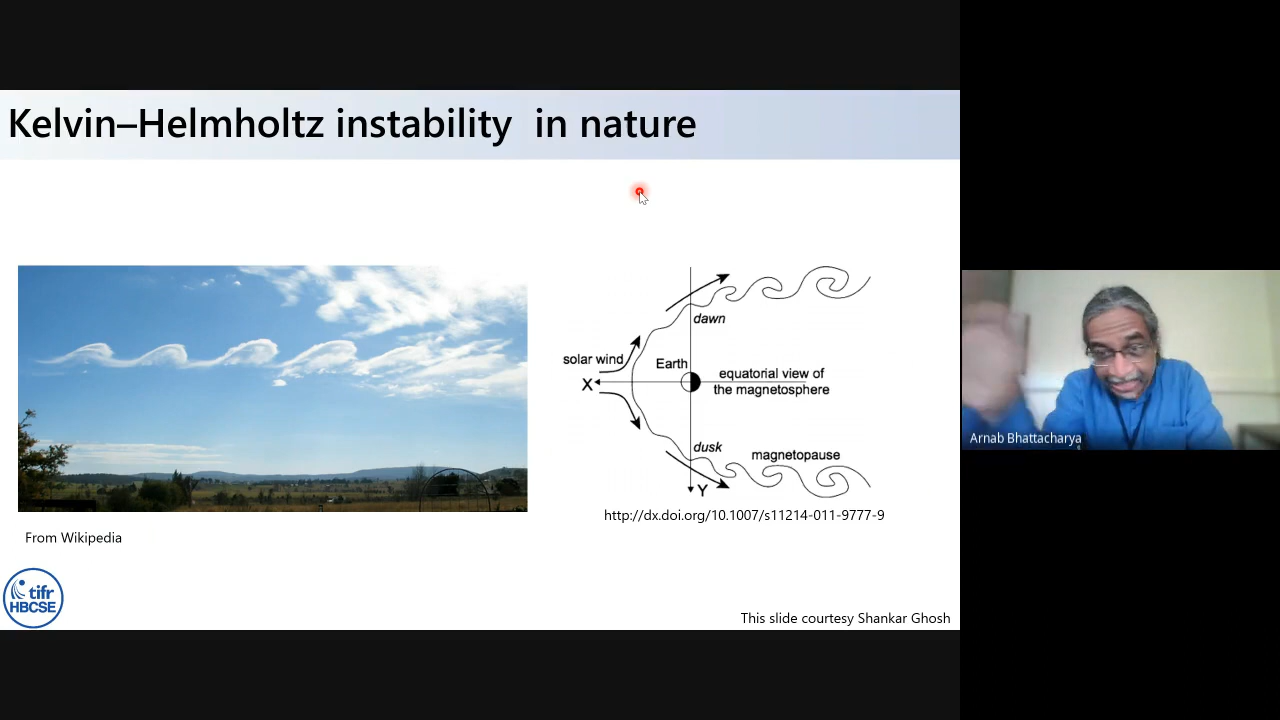 Kelvin–Helmholtz instability in nature
dawn
solar wind
Earth
X
equatorial view of
the magnetosphere
dusk
magnetopause
Y
http://dx.doi.org/10.1007/s11214-011-9777-9
From Wikipedia
tifr
HBCSE
This slide courtesy Shankar Ghosh
Arnab Bhattacharya